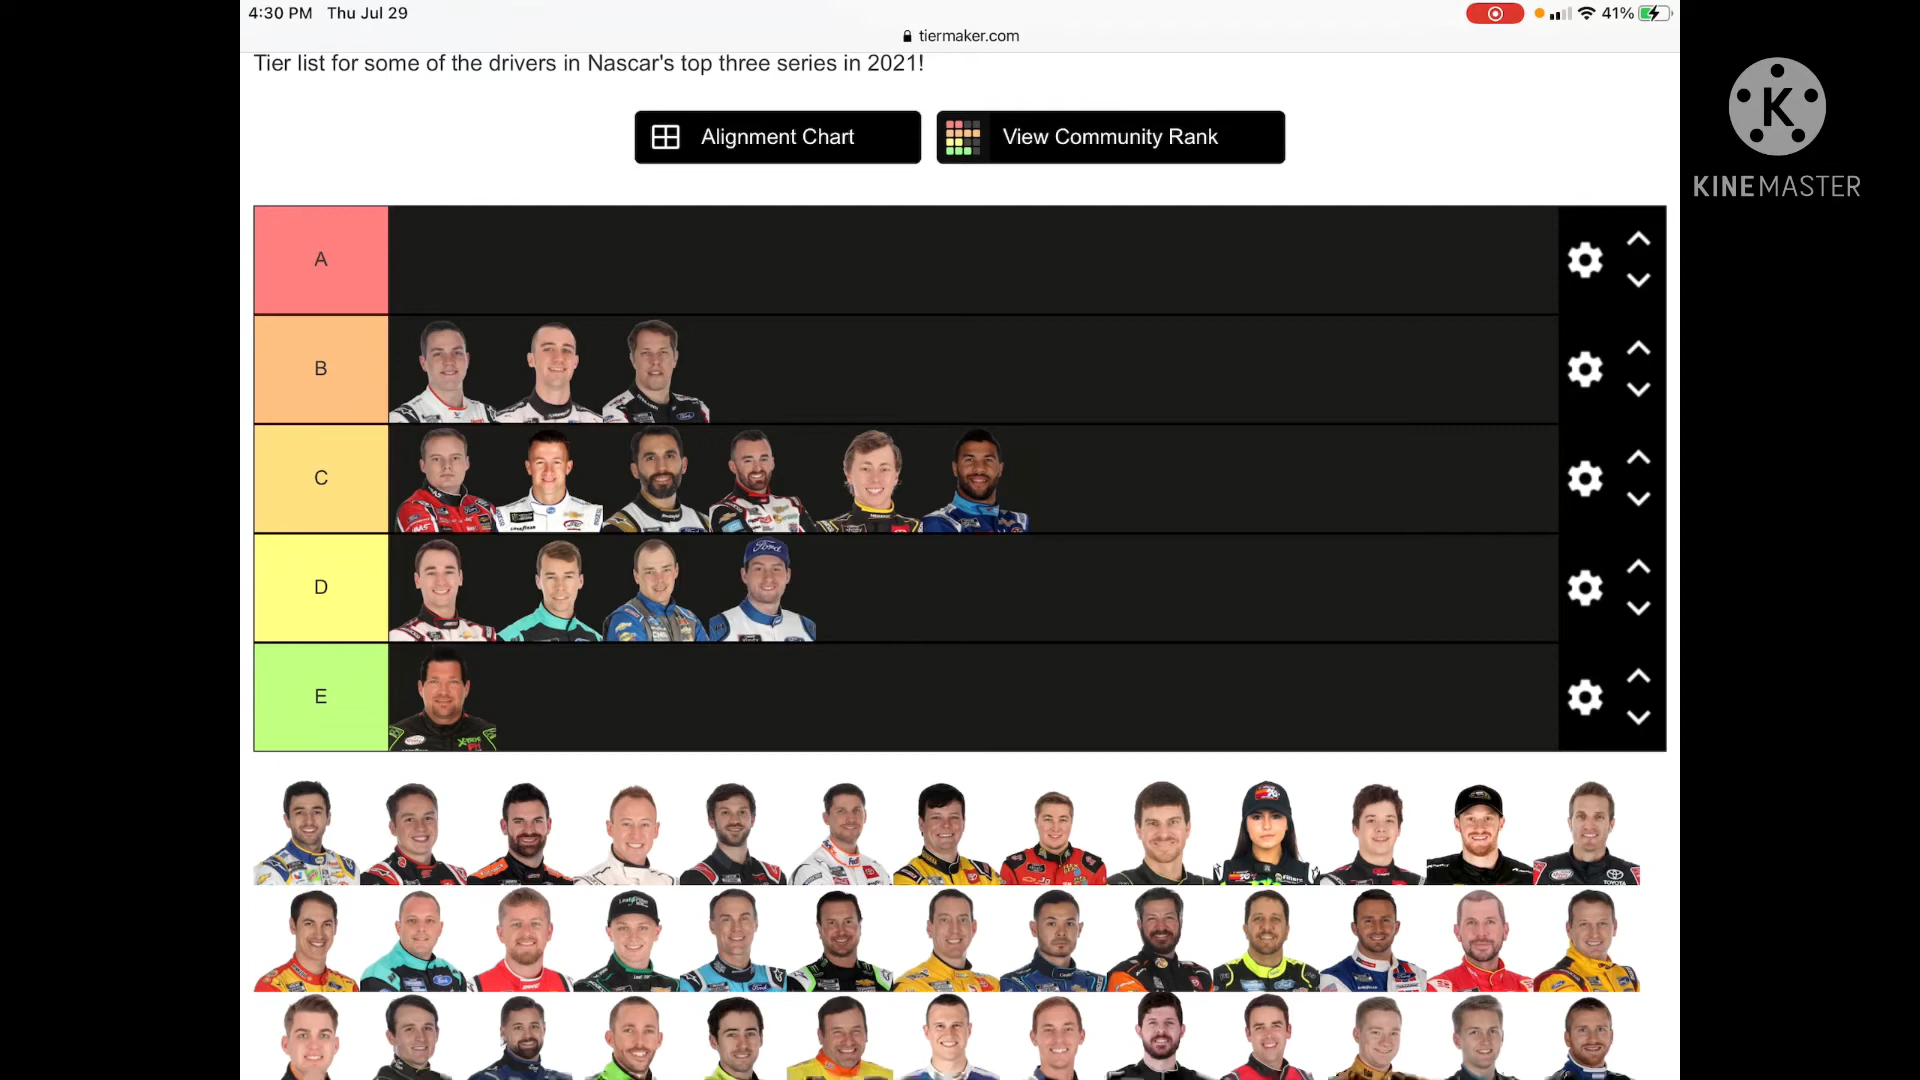 4:30 PM Thu Jul 29
41%
tiermaker.com
Tier list for some of the drivers in Nascar's top three series in 2021!
Alignment Chart
View Community Rank
K
KINEMASTER
A
B
C
D
E
Ford